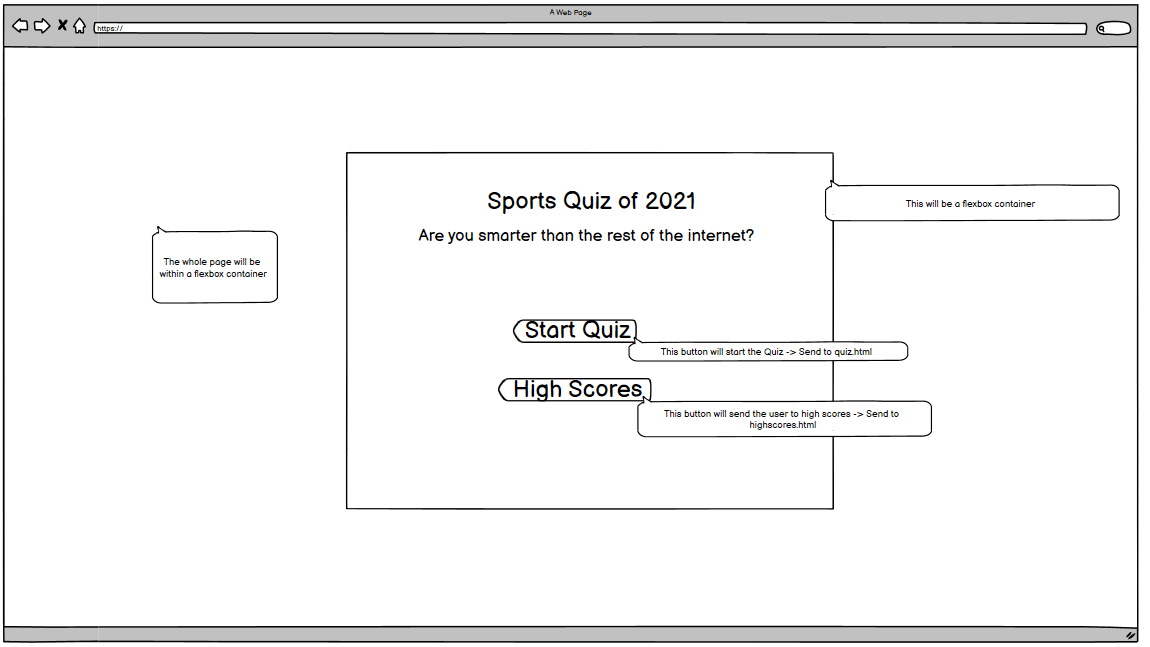 A Web Page
https://
Sports Quiz of 2021
This will be a flexbox container
Are you smarter than the rest of the internet?
The whole page will be
within a flexbox container
Start Quiz
This button will start the Quiz -> Send to quiz.html
High Scores
This button will send the user to high scores -> Send to
highscores.html